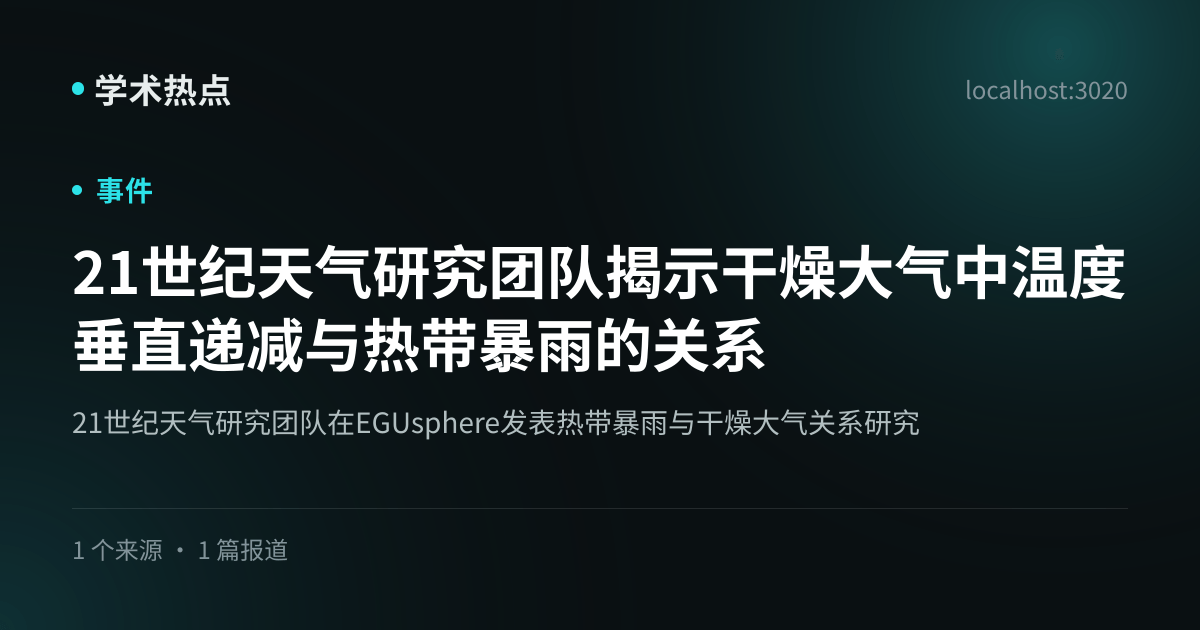 学术热点
localhost:3020
事件
21世纪天气研究团队揭示干燥大气中温度
垂直递减与热带暴雨的关系
21世纪天气研究团队在EGUsphere发表热带暴雨与干燥大气关系研究
1 个来源 · 1 篇报道